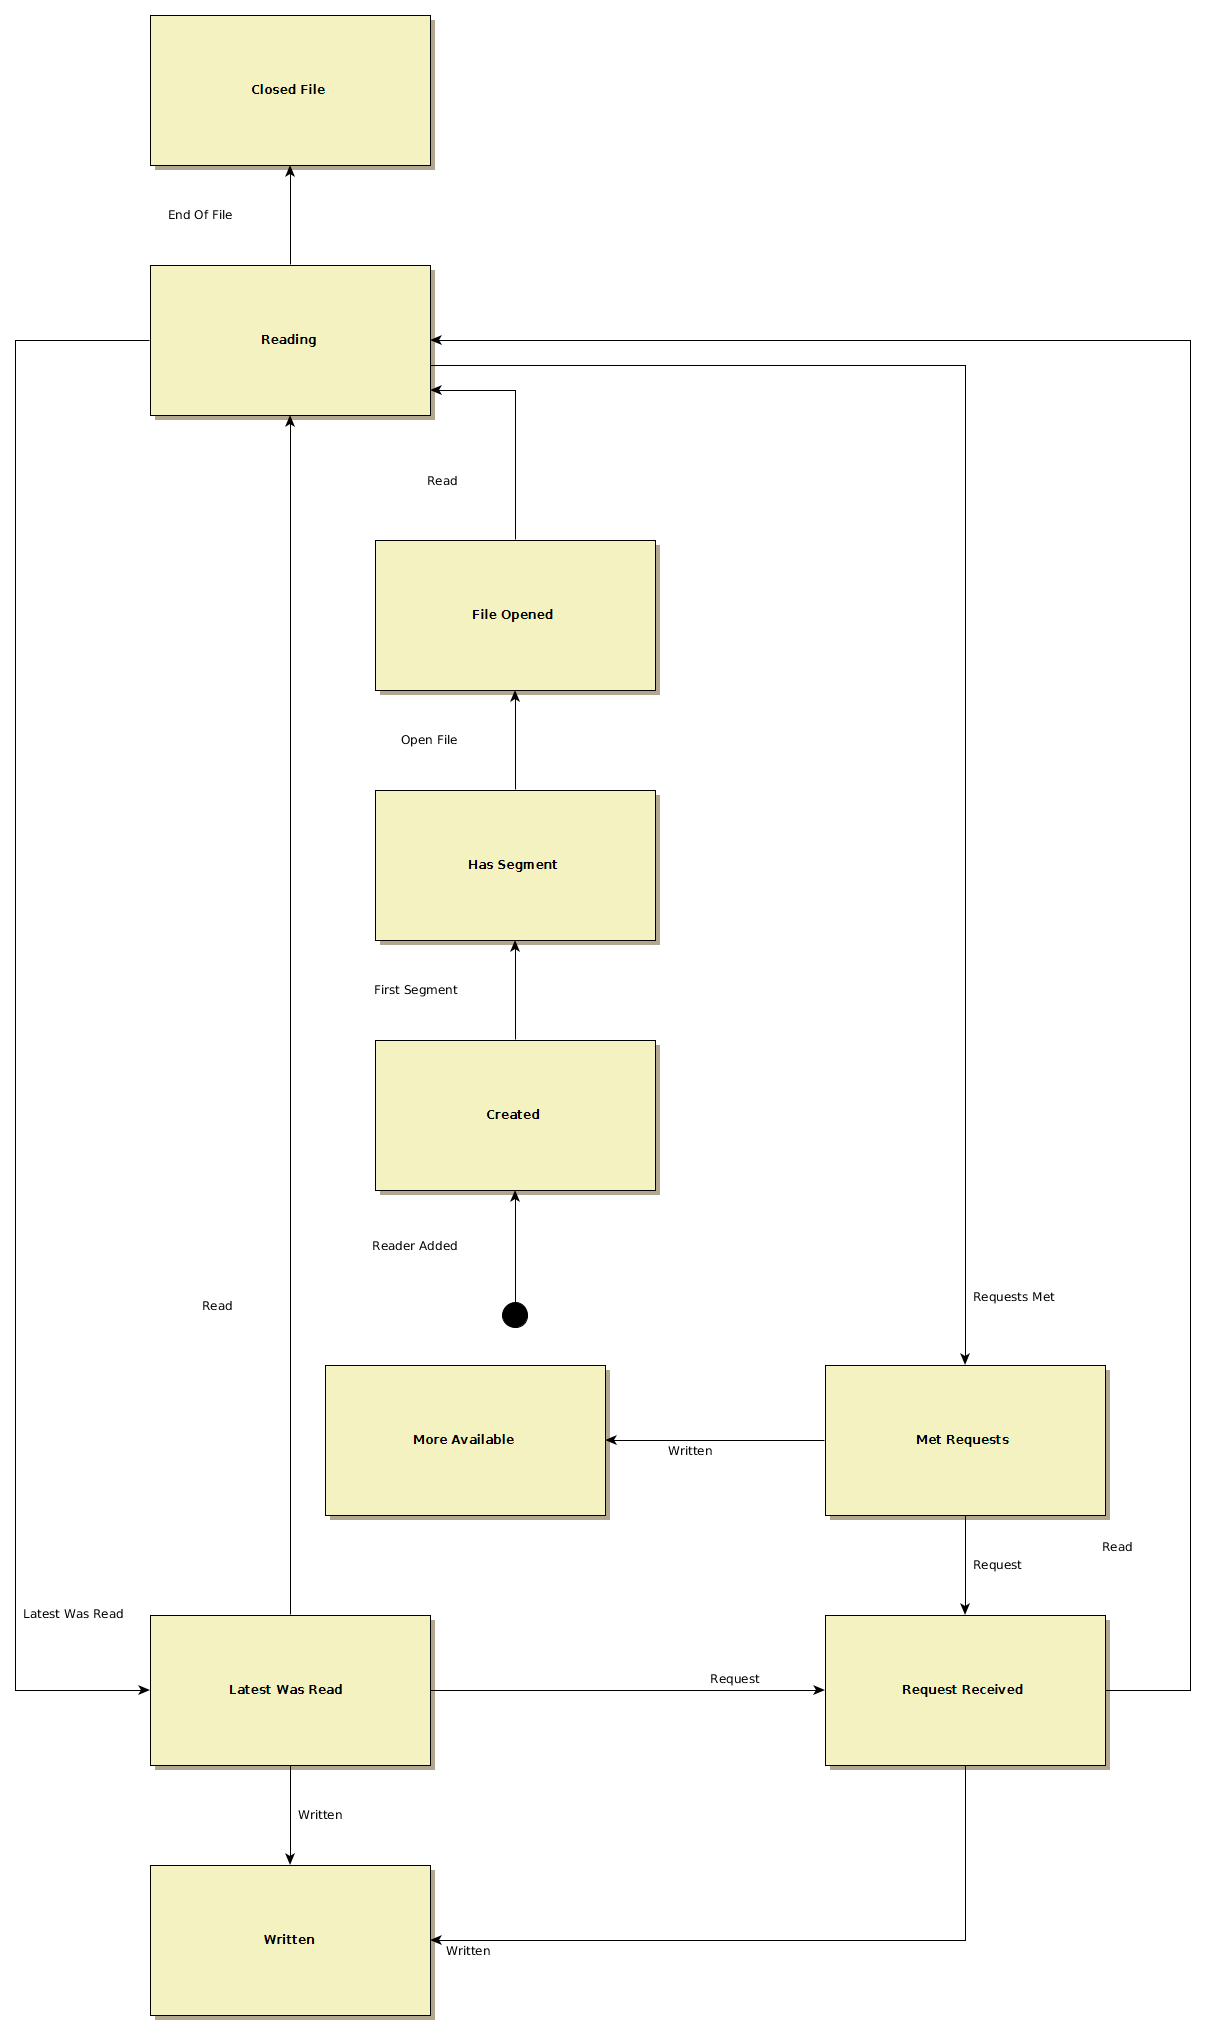 Closed File
End Of File
Reading
Read
File Opened
Open File
Has Segment
First Segment
Created
Reader Added
Requests Met
Read
More Available
Met Requests
Written
Read
Request
Latest Was Read
Latest Was Read
Request
Request Received
Written
Written
Written